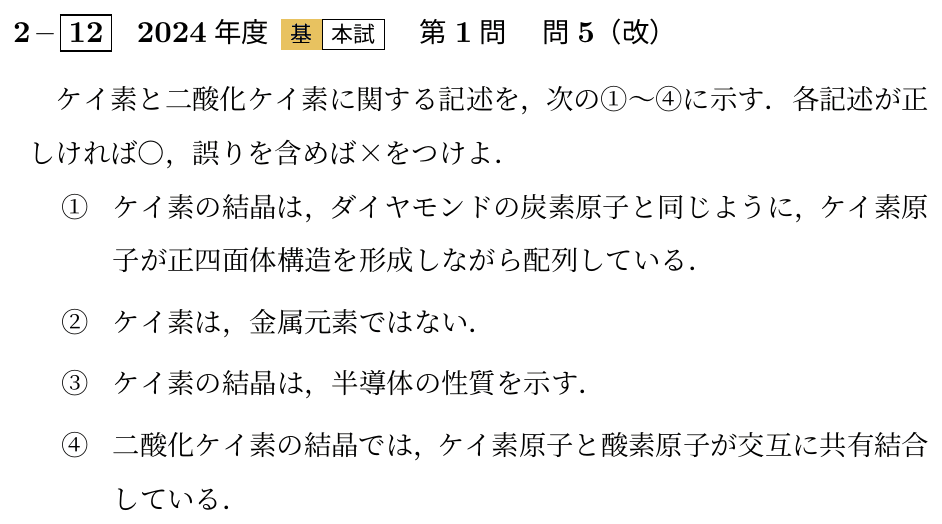 2−12 2024 年度 基 本試 第 1 問 問 5（改）
ケイ素と二酸化ケイ素に関する記述を，次の①～④に示す．各記述が正
しければ○，誤りを含めば×をつけよ．
① ケイ素の結晶は，ダイヤモンドの炭素原子と同じように，ケイ素原
子が正四面体構造を形成しながら配列している．
② ケイ素は，金属元素ではない．
③ ケイ素の結晶は，半導体の性質を示す．
④ 二酸化ケイ素の結晶では，ケイ素原子と酸素原子が交互に共有結合
している．